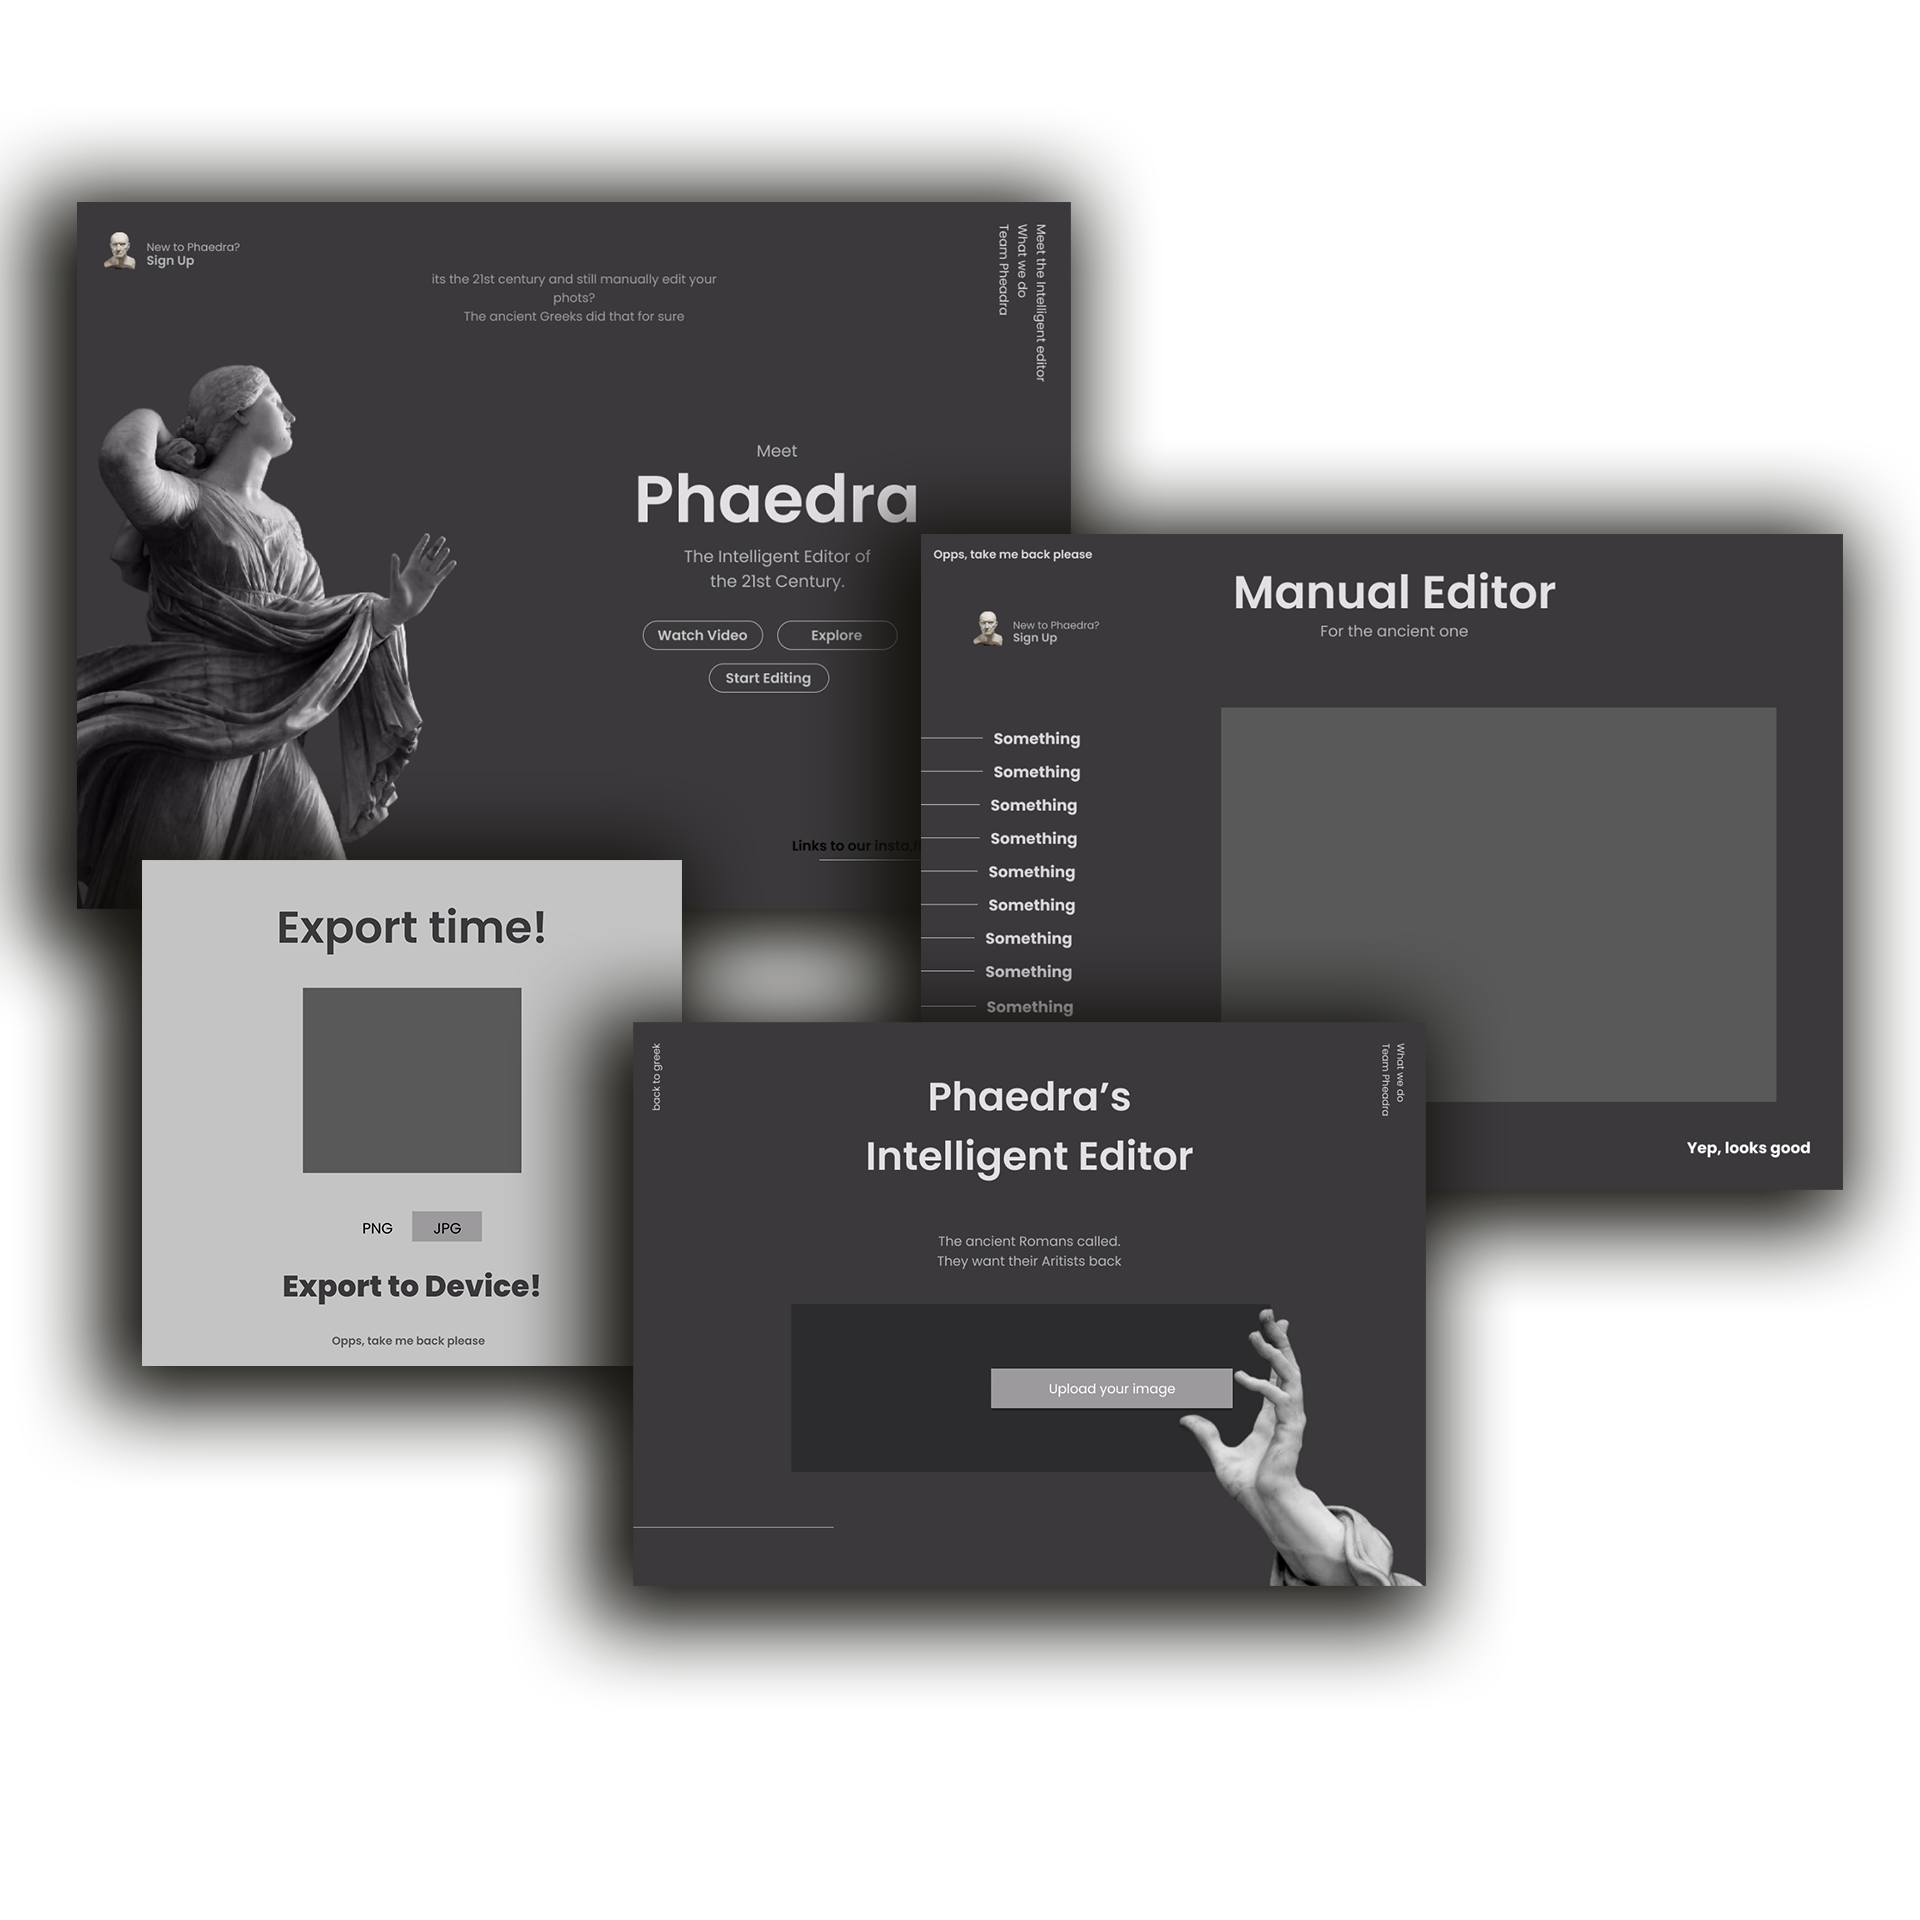 New to Phaedra?
Sign Up
its the 21st century and still manually edit your
phots?
The ancient Greeks did that for sure
Meet the Intelligent editor
What we do
Team Pheadra
Meet
Phaedra
The Intelligent Editor of
the 21st Century.
Watch Video
Explore
Start Editing
Links to our insta,
Opps, take me back please
Manual Editor
For the ancient one
New to Phaedra?
Sign Up
Something
Something
Something
Something
Something
Something
Something
Something
Something
Yep, looks good
Export time!
PNG
JPG
Export to Device!
Opps, take me back please
back to greek
What we do
Team Pheadra
Phaedra’s
Intelligent Editor
The ancient Romans called.
They want their Aritists back
Upload your image